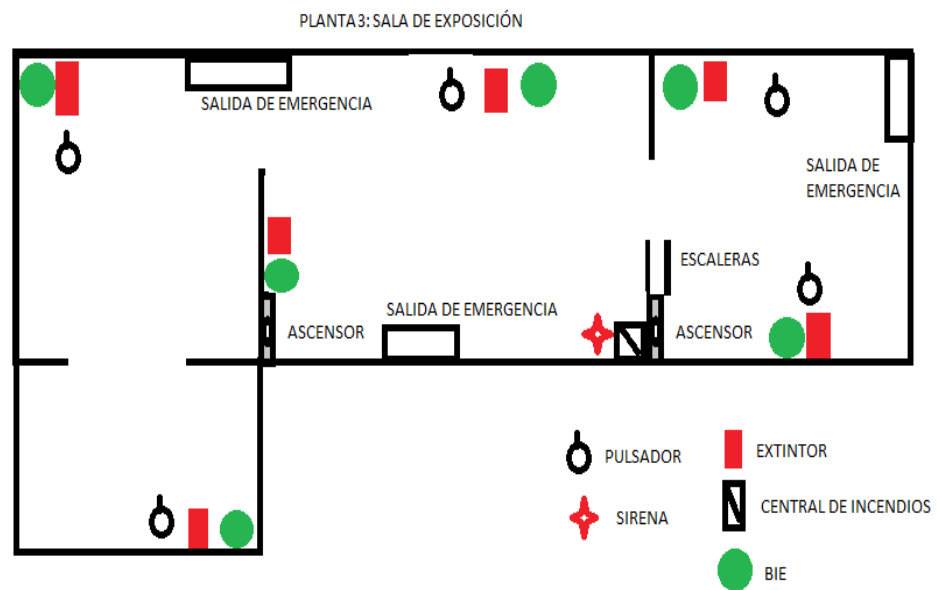 PLANTA 3: SALA DE EXPOSICIÓN
SALIDA DE EMERGENCIA
SALIDA DE
EMERGENCIA
ESCALERAS
SALIDA DE EMERGENCIA
ASCENSOR
ASCENSOR
PULSADOR
EXTINTOR
SIRENA
CENTRAL DE INCENDIOS
BIE